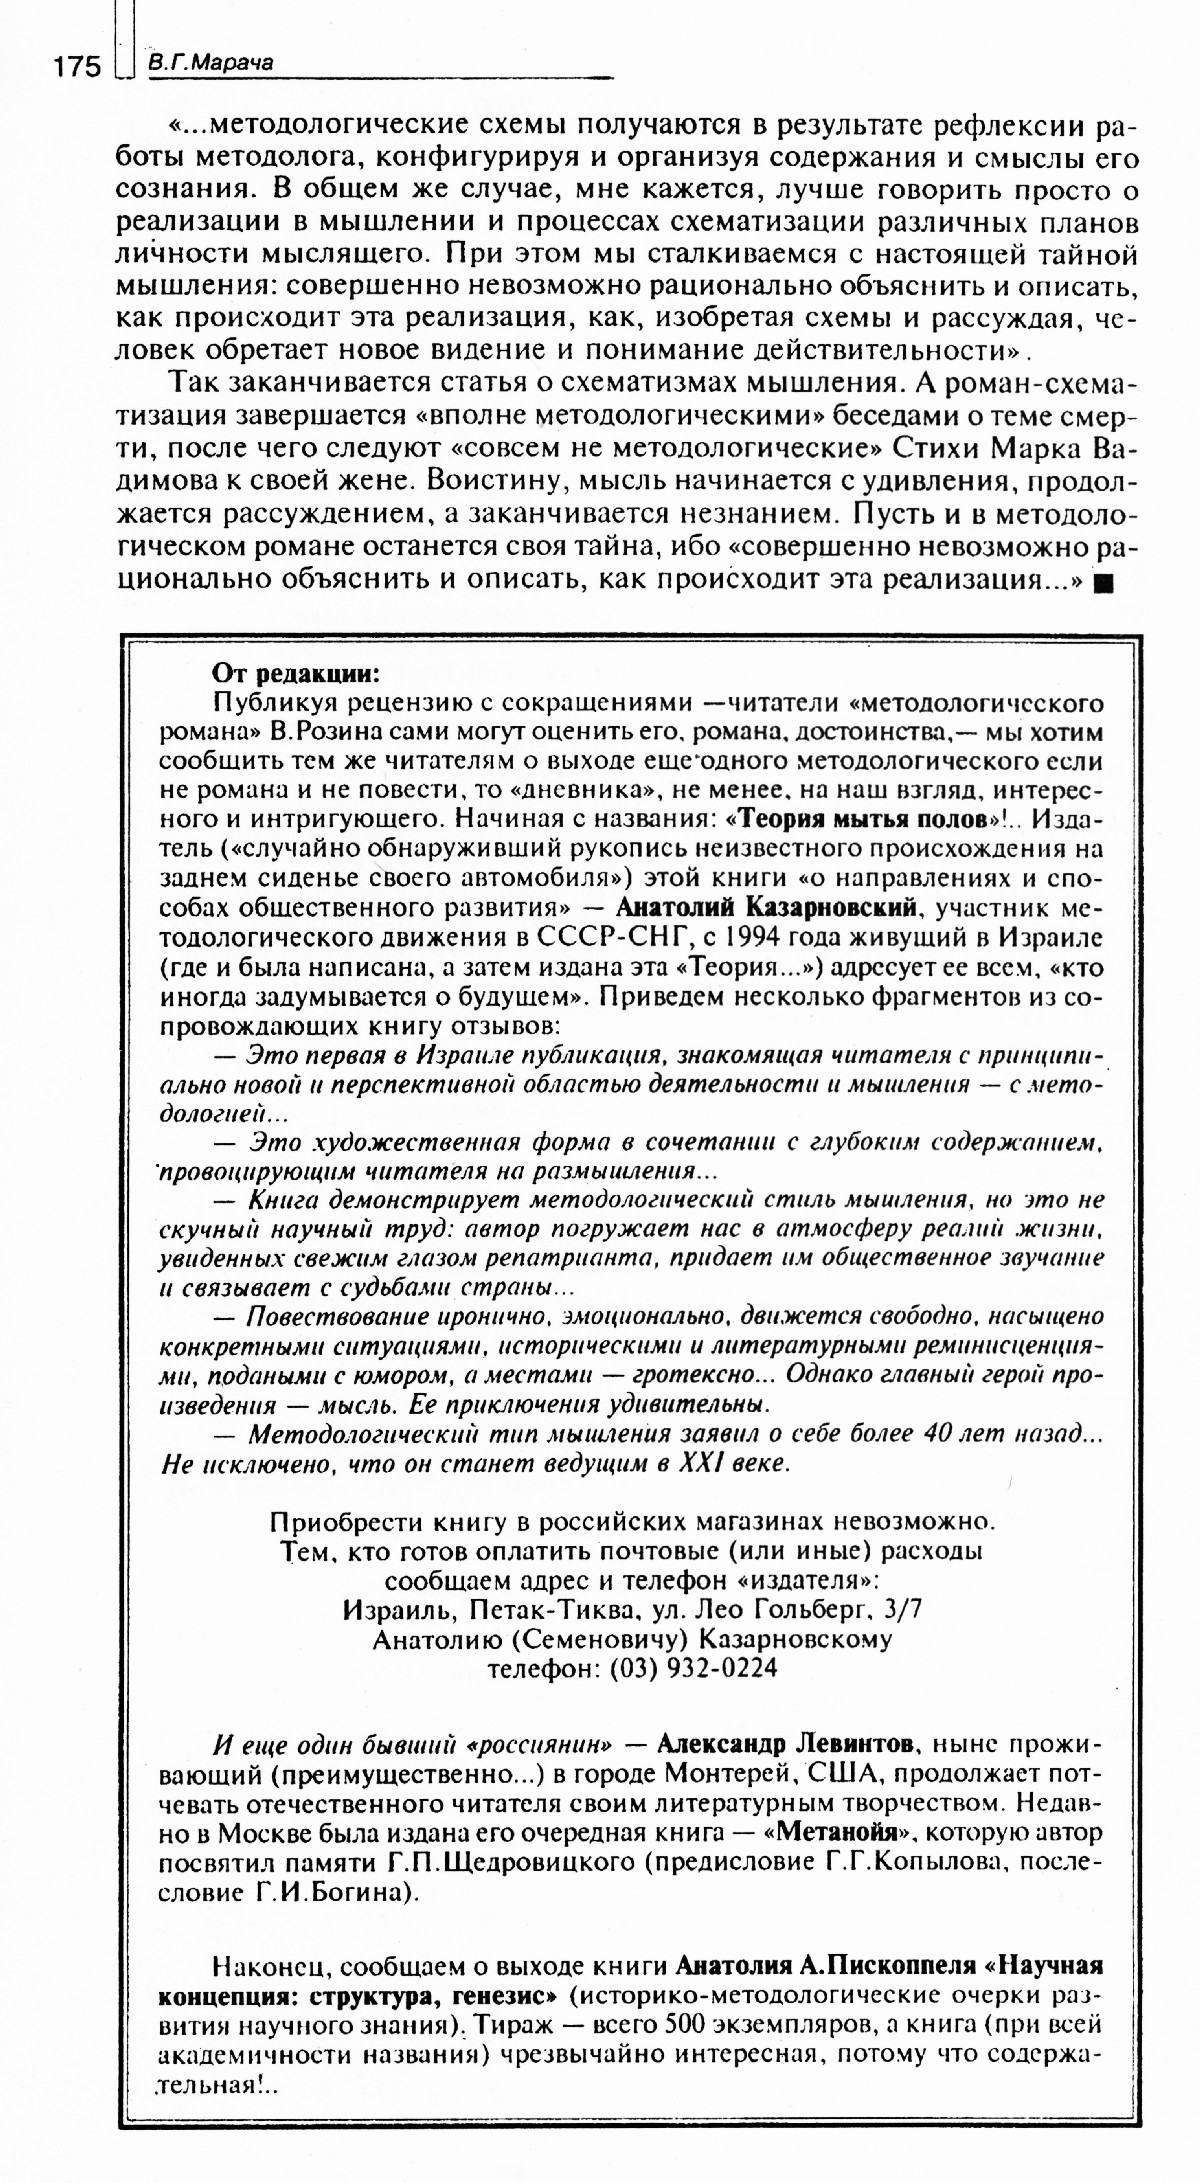 175
В.Г.Марача
«...методологические схемы получаются в результате рефлексии ра-
боты методолога, конфигурируя и организуя содержания и смыслы его
сознания. В общем же случае, мне кажется, лучше говорить просто о
реализации в мышлении и процессах схематизации различных планов
личности мыслящего. При этом мы сталкиваемся с настоящей тайной
мышления: совершенно невозможно рационально объяснить и описать,
как происходит эта реализация, как, изобретая схемы и рассуждая, че-
ловек обретает новое видение и понимание действительности».
Так заканчивается статья о схематизмах мышления. А роман-схема-
тизация завершается «вполне методологическими» беседами о теме смер-
ти, после чего следуют «совсем не методологические» Стихи Марка Ва-
димова к своей жене. Воистину, мысль начинается с удивления, продол-
жается рассуждением, а заканчивается незнанием. Пусть и в методоло-
гическом романе останется своя тайна, ибо «совершенно невозможно ра-
ционально объяснить и описать, как происходит эта реализация...» ■
От редакции:
Публикуя рецензию с сокращениями —читатели «методологического
романа» В.Розина сами могут оценить его, романа, достоинства,— мы хотим
сообщить тем же читателям о выходе еще одного методологического если
не романа и не повести, то «дневника», не менее, на наш взгляд, интерес-
ного и интригующего. Начиная с названия: «Теория мытья полов»!.. Изда-
тель («случайно обнаруживший рукопись неизвестного происхождения на
заднем сиденье своего автомобиля») этой книги «о направлениях и спо-
собах общественного развития» — Анатолий Казарновский, участник ме-
тодологического движения в СССР-СНГ, с 1994 года живущий в Израиле
(где и была написана, а затем издана эта «Теория...») адресует ее всем, «кто
иногда задумывается о будущем». Приведем несколько фрагментов из со-
провождающих книгу отзывов:
— Это первая в Израиле публикация, знакомящая читателя с принципи-
ально новой и перспективной областью деятельности и мышления — с мето-
дологией...
— Это художественная форма в сочетании с глубоким содержанием,
провоцирующим читателя на размышления...
— Книга демонстрирует методологический стиль мышления, но это не
скучный научный труд: автор погружает нас в атмосферу реалий жизни,
увиденных свежим глазом репатрианта, придает им общественное звучание
и связывает с судьбами страны...
— Повествование иронично, эмоционально, движется свободно, насыщено
конкретными ситуациями, историческими и литературными реминисценция-
ми, подаными с юмором, а местами — гротексно... Однако главный герой про-
изведения — мысль. Ее приключения удивительны.
— Методологический тип мышления заявил о себе более 40 лет назад...
Не исключено, что он станет ведущим в XXI веке.
Приобрести книгу в российских магазинах невозможно.
Тем, кто готов оплатить почтовые (или иные) расходы
сообщаем адрес и телефон «издателя»:
Израиль, Петак-Тиква, ул. Лео Гольберг, 3/7
Анатолию (Семеновичу) Казарновскому
телефон: (03) 932-0224
И еще один бывший «россиянин» — Александр Левинтов, ныне прожи-
вающий (преимущественно...) в городе Монтерей, США, продолжает пот-
чевать отечественного читателя своим литературным творчеством. Недав-
но в Москве была издана его очередная книга — «Метанойя», которую автор
посвятил памяти Г.П.Щедровицкого (предисловие Г.Г.Копылова, после-
словие Г.И.Богина).
Наконец, сообщаем о выходе книги Анатолия А.Пископпеля «Научная
концепция: структура, генезис» (историко-методологические очерки раз-
вития научного знания). Тираж — всего 500 экземпляров, а книга (при всей
академичности названия) чрезвычайно интересная, потому что содержа-
тельная!..